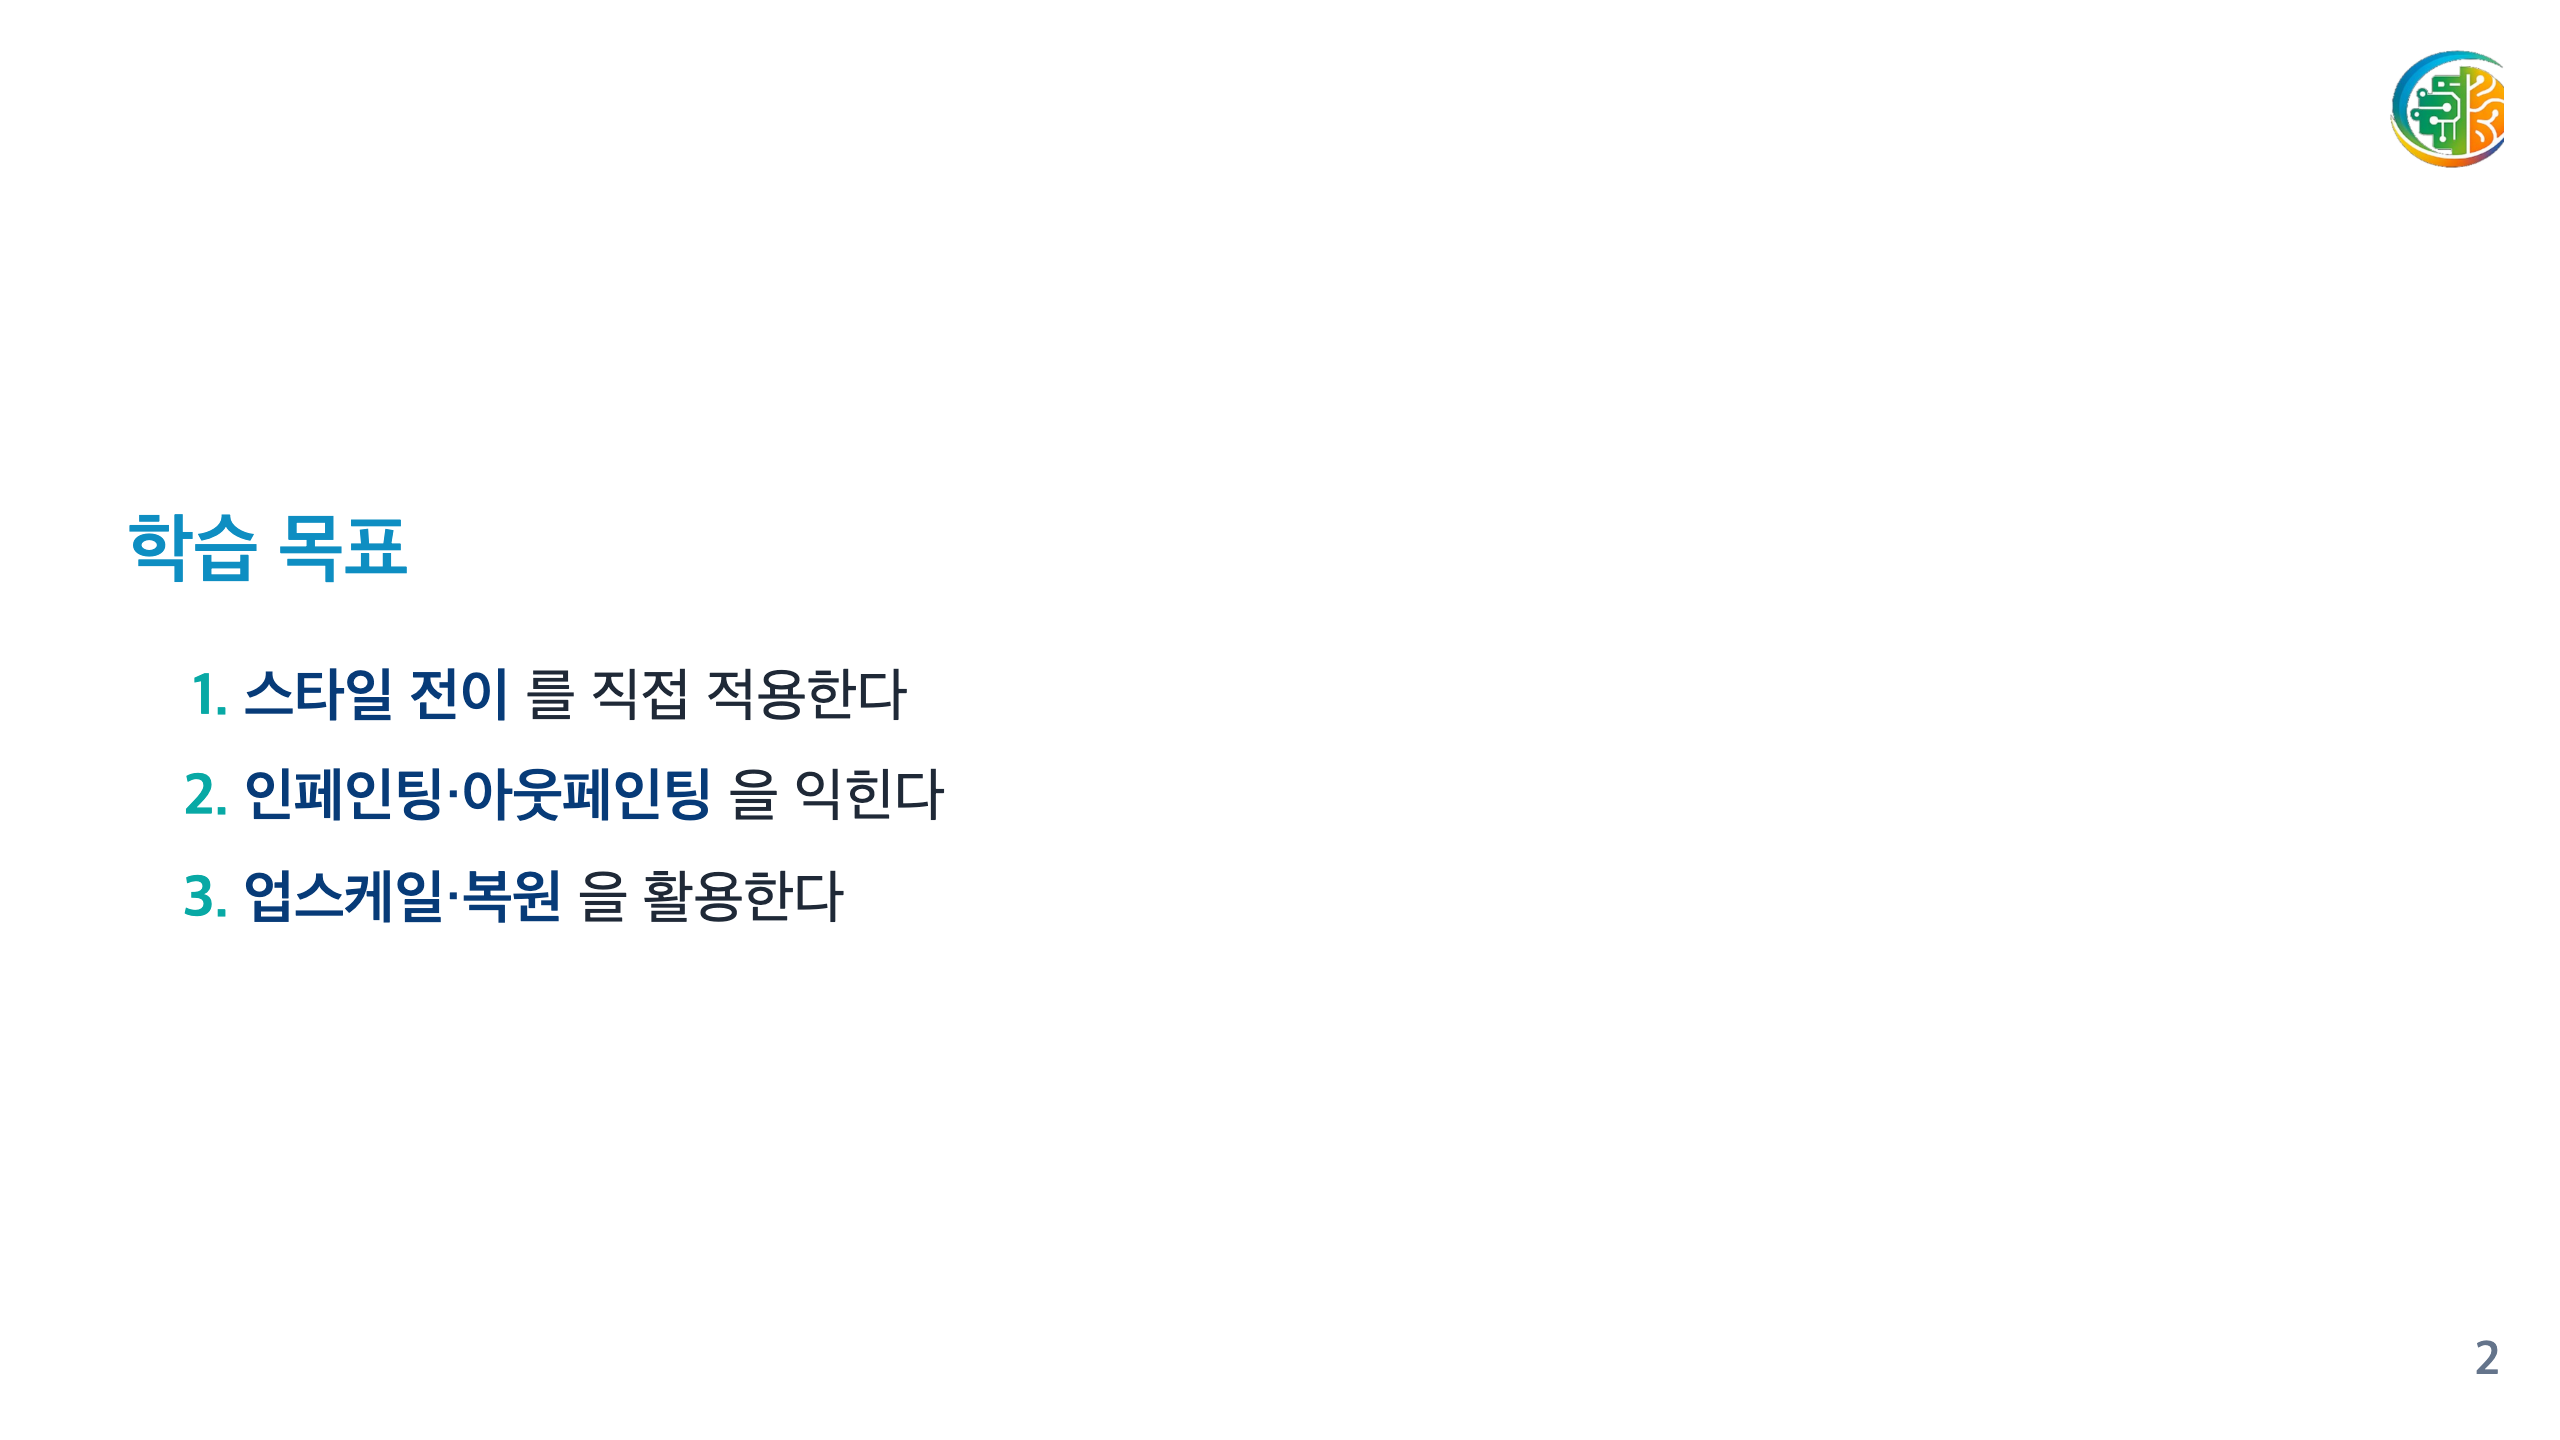 학습 목표
1. 스타일 전이 를 직접 적용한다
2. 인페인팅·아웃페인팅 을 익힌다
3. 업스케일·복원 을 활용한다
2